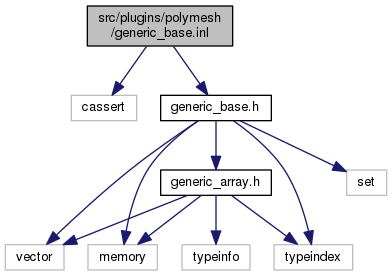 src/plugins/polymesh
/generic_base.inl
cassert
generic_base.h
generic_array.h
set
vector
memory
typeinfo
typeindex